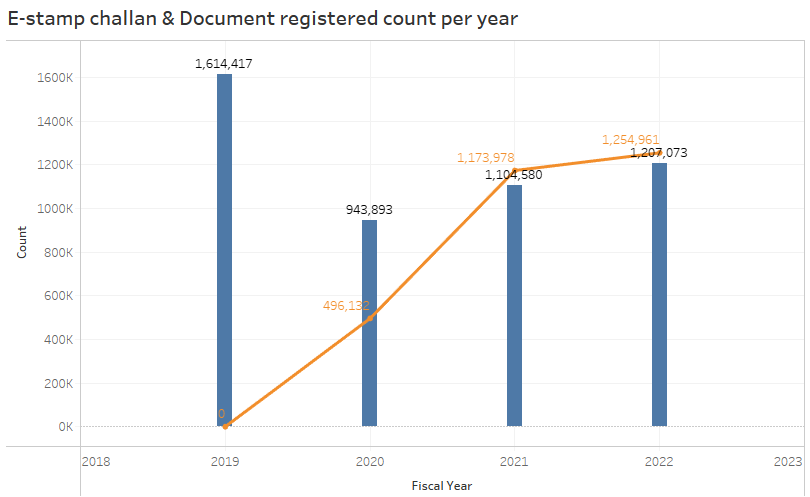 E-stamp challan & Document registered count per year
1,614,417
1600K
1400K
1,254,961
1,173,978
1,207,073
1200K
1,104,580
1000K
943,893
Count
800K
600K
496,132
400K
200K
0
0K
2018 2019 2020 2021 2022 2023
Fiscal Year